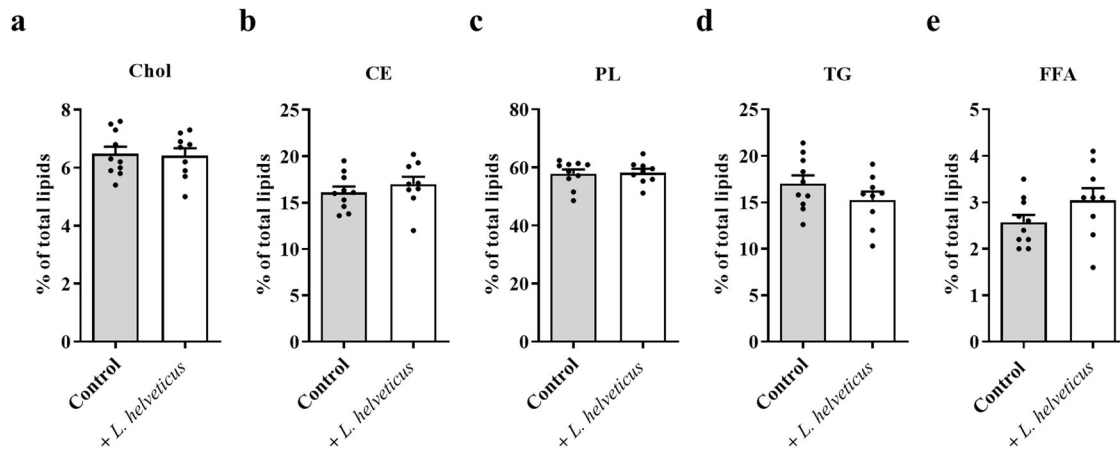 a
Chol
% of total lipids
8
6
4
2
0
Control
+ L. helveticus
b
CE
% of total lipids
25
20
15
10
5
0
Control
+ L. helveticus
c
PL
% of total lipids
80
60
40
20
0
Control
+ L. helveticus
d
TG
% of total lipids
25
20
15
10
5
0
Control
+ L. helveticus
e
FFA
% of total lipids
5
4
3
2
1
0
Control
+ L. helveticus